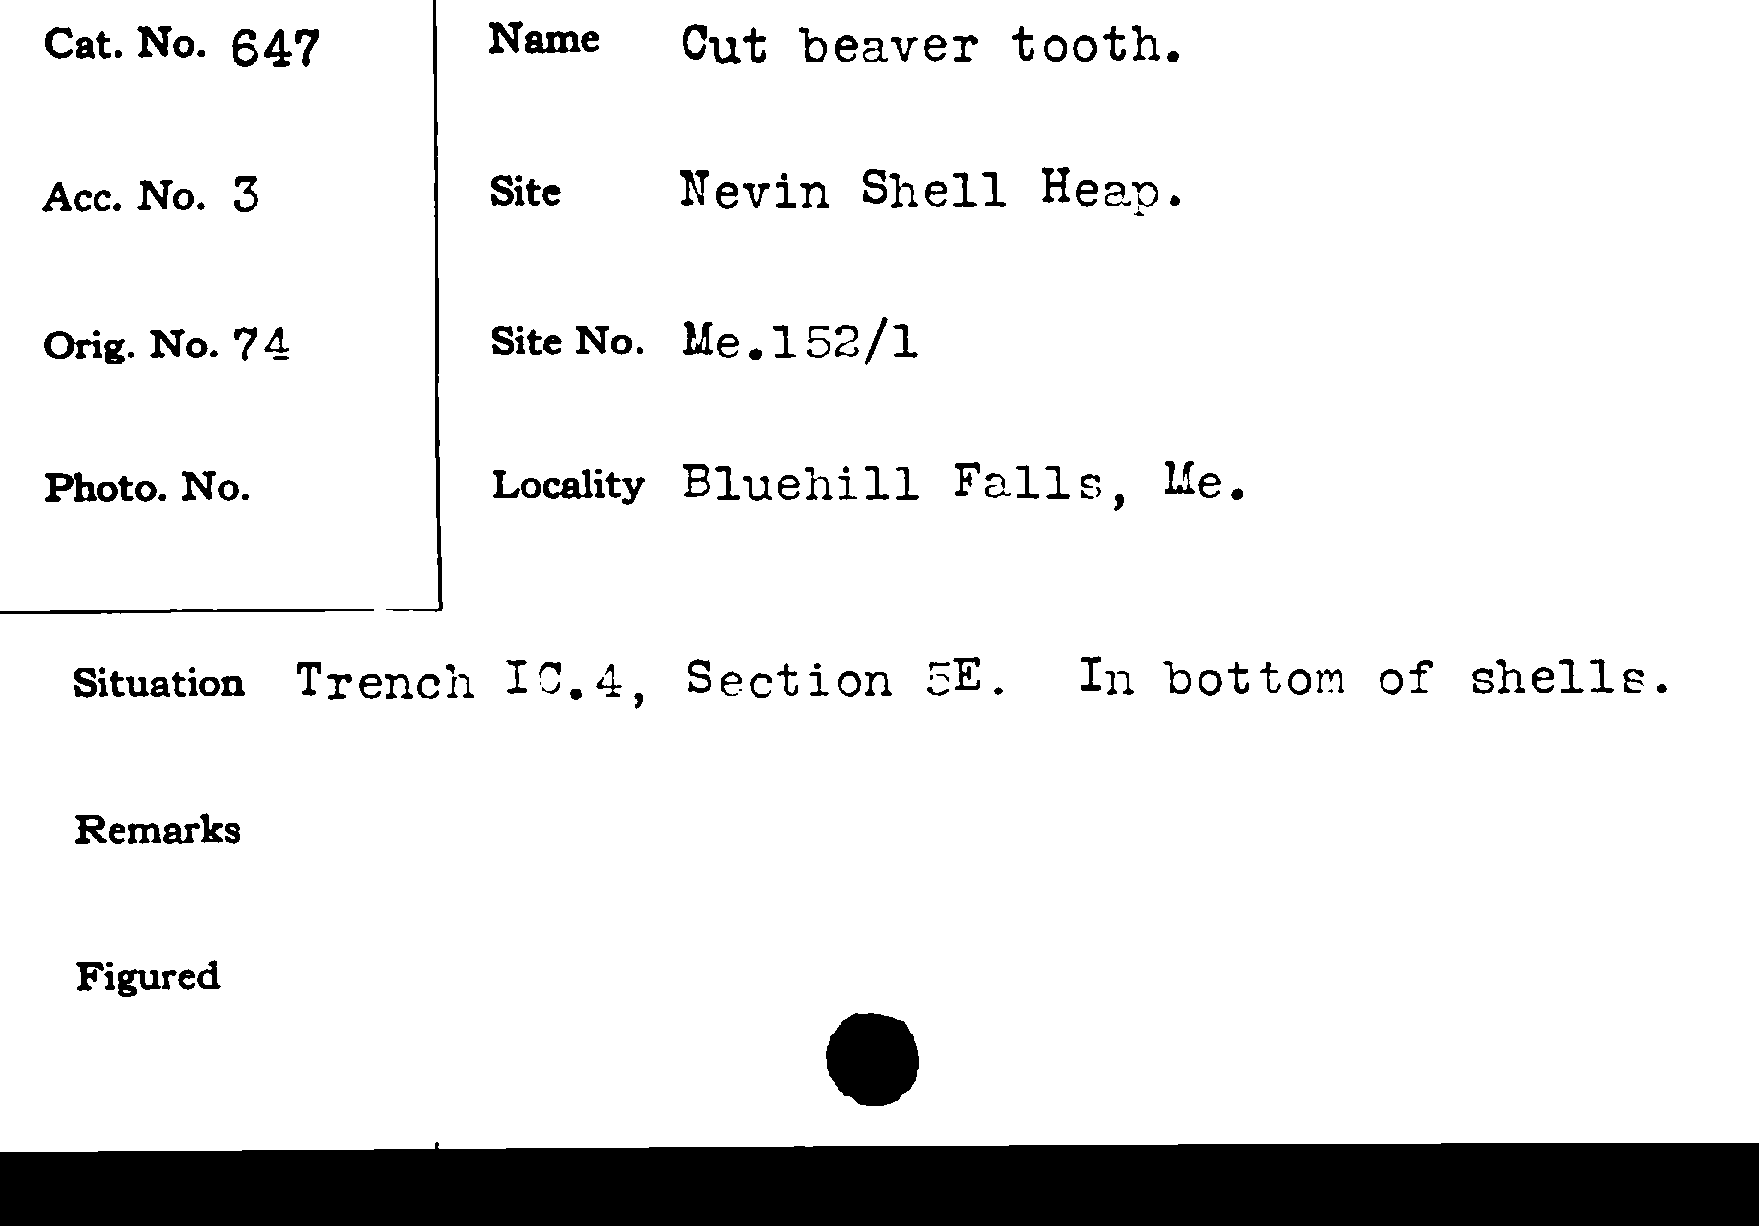 Cat. No. 647
Name Cut beaver tooth.
Acc. No. 3
Site Nevin Shell Heap.
Orig. No. 74
Site No. Me.152/1
Photo. No.
Locality Bluehill Falls, Me.
Situation Trench IC.4, Section 5E. In bottom of shells.
Remarks
Figured